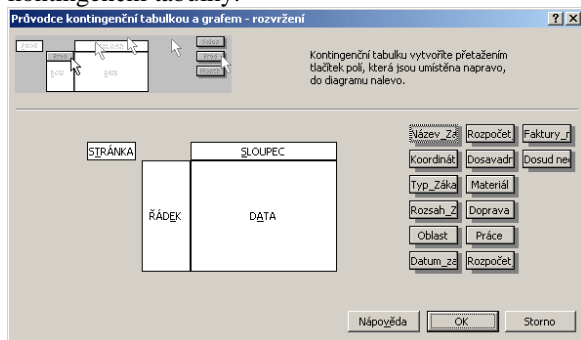 kontingenční tabulky.
Průvodce kontingenční tabulkou a grafem - rozvržení
Kontingenční tabulku vytvoříte přetažením
tlačítek polí, která jsou umístěna napravo,
do diagramu nalevo.
STRÁNKA
SLOUPEC
ŘÁDEK
DATA
Název_Za Rozpočet Faktury_r
Koordinát Dosavadr Dosud ne
Typ_Záka Materiál
Rozsah_Z Doprava
Oblast Práce
Datum_za Rozpočet
Nápověda OK Storno